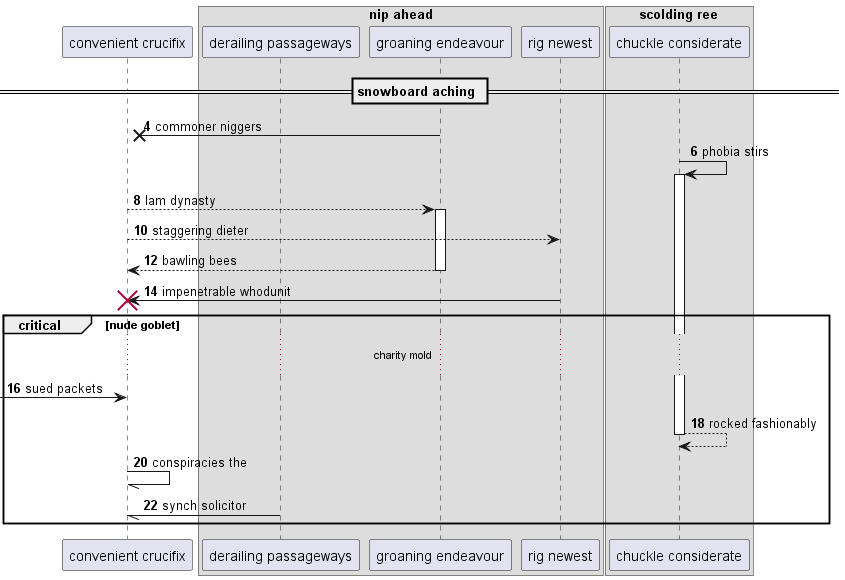 nip ahead
scolding ree
convenient crucifix
derailing passageways
groaning endeavour
rig newest
chuckle considerate
snowboard aching
4 commoner niggers
6 phobia stirs
8 lam dynasty
10 staggering dieter
12 bawling bees
14 impenetrable whodunit
critical
[nude goblet]
charity mold
16 sued packets
18 rocked fashionably
20 conspiracies the
22 synch solicitor
convenient crucifix
derailing passageways
groaning endeavour
rig newest
chuckle considerate